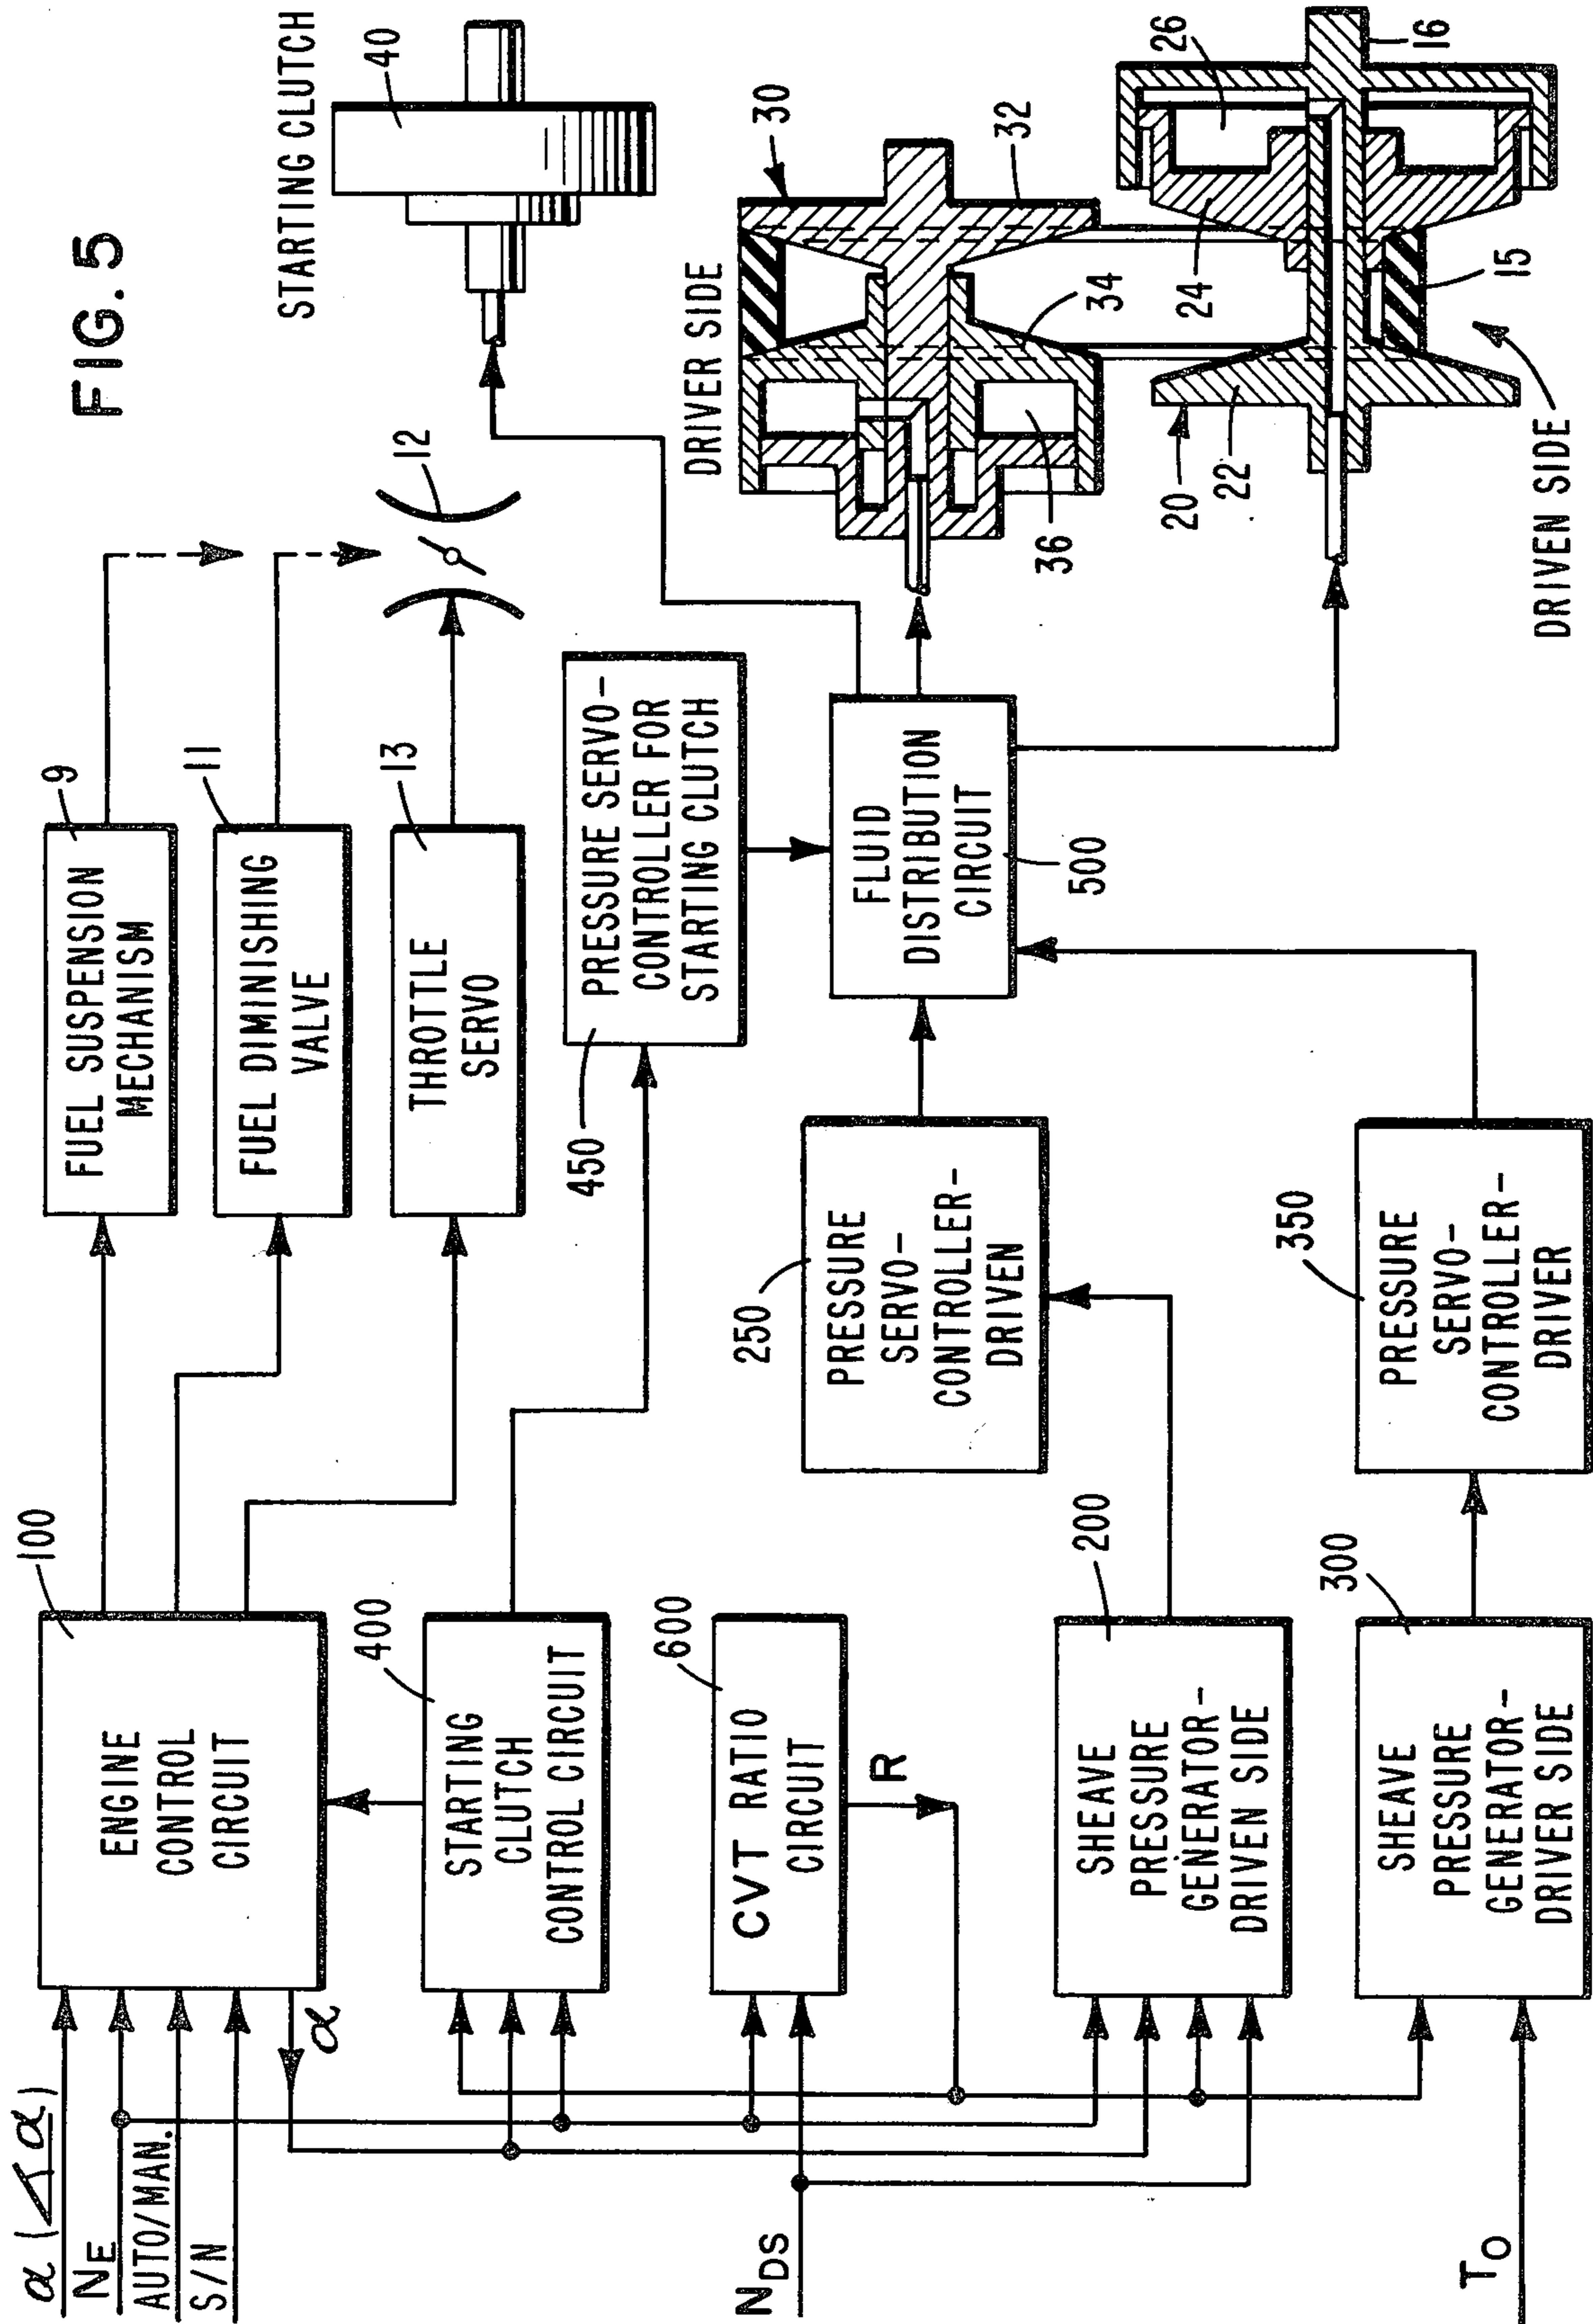 FIG. 5
α (∠α)
N_E
AUTO/MAN.
S/N
α
100
ENGINE
CONTROL
CIRCUIT
9
FUEL SUSPENSION
MECHANISM
11
FUEL DIMINISHING
VALVE
13
THROTTLE
SERVO
12
STARTING CLUTCH
40
400
STARTING
CLUTCH
CONTROL CIRCUIT
450
PRESSURE SERVO-
CONTROLLER FOR
STARTING CLUTCH
600
CVT RATIO
CIRCUIT
R
N_DS
250
PRESSURE
SERVO-
CONTROLLER-
DRIVEN
FLUID
DISTRIBUTION
CIRCUIT
500
DRIVER SIDE
30
32
34
36
200
SHEAVE
PRESSURE
GENERATOR-
DRIVEN SIDE
300
SHEAVE
PRESSURE
GENERATOR-
DRIVER SIDE
T_O
350
PRESSURE
SERVO-
CONTROLLER-
DRIVER
20
22
24
26
16
15
DRIVEN SIDE